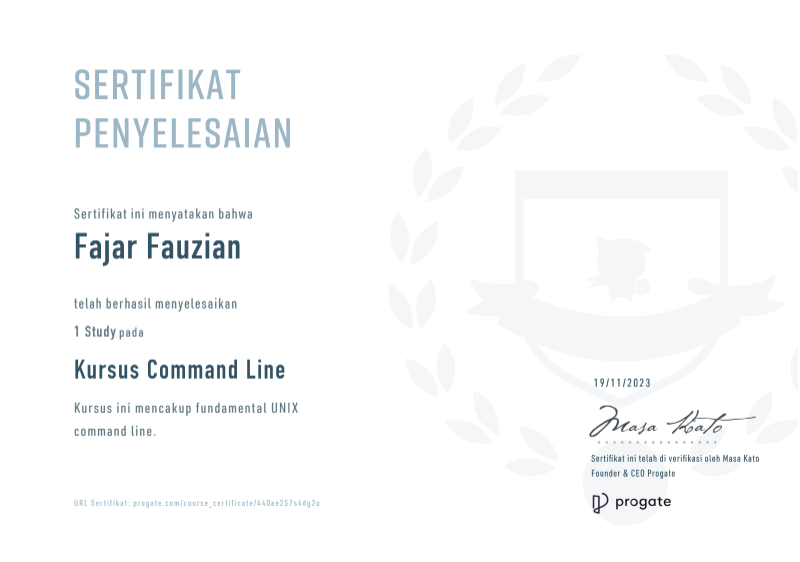 SERTIFIKAT
PENYELESAIAN
Sertifikat ini menyatakan bahwa
Fajar Fauzian
telah berhasil menyelesaikan
1 Study pada
Kursus Command Line
Kursus ini mencakup fundamental UNIX
command line.
19/11/2023
Masa Kato
Sertifikat ini telah di verifikasi oleh Masa Kato
Founder & CEO Progate
URL Sertifikat: progate.com/course_certificate/440ae257s4dg2o
progate